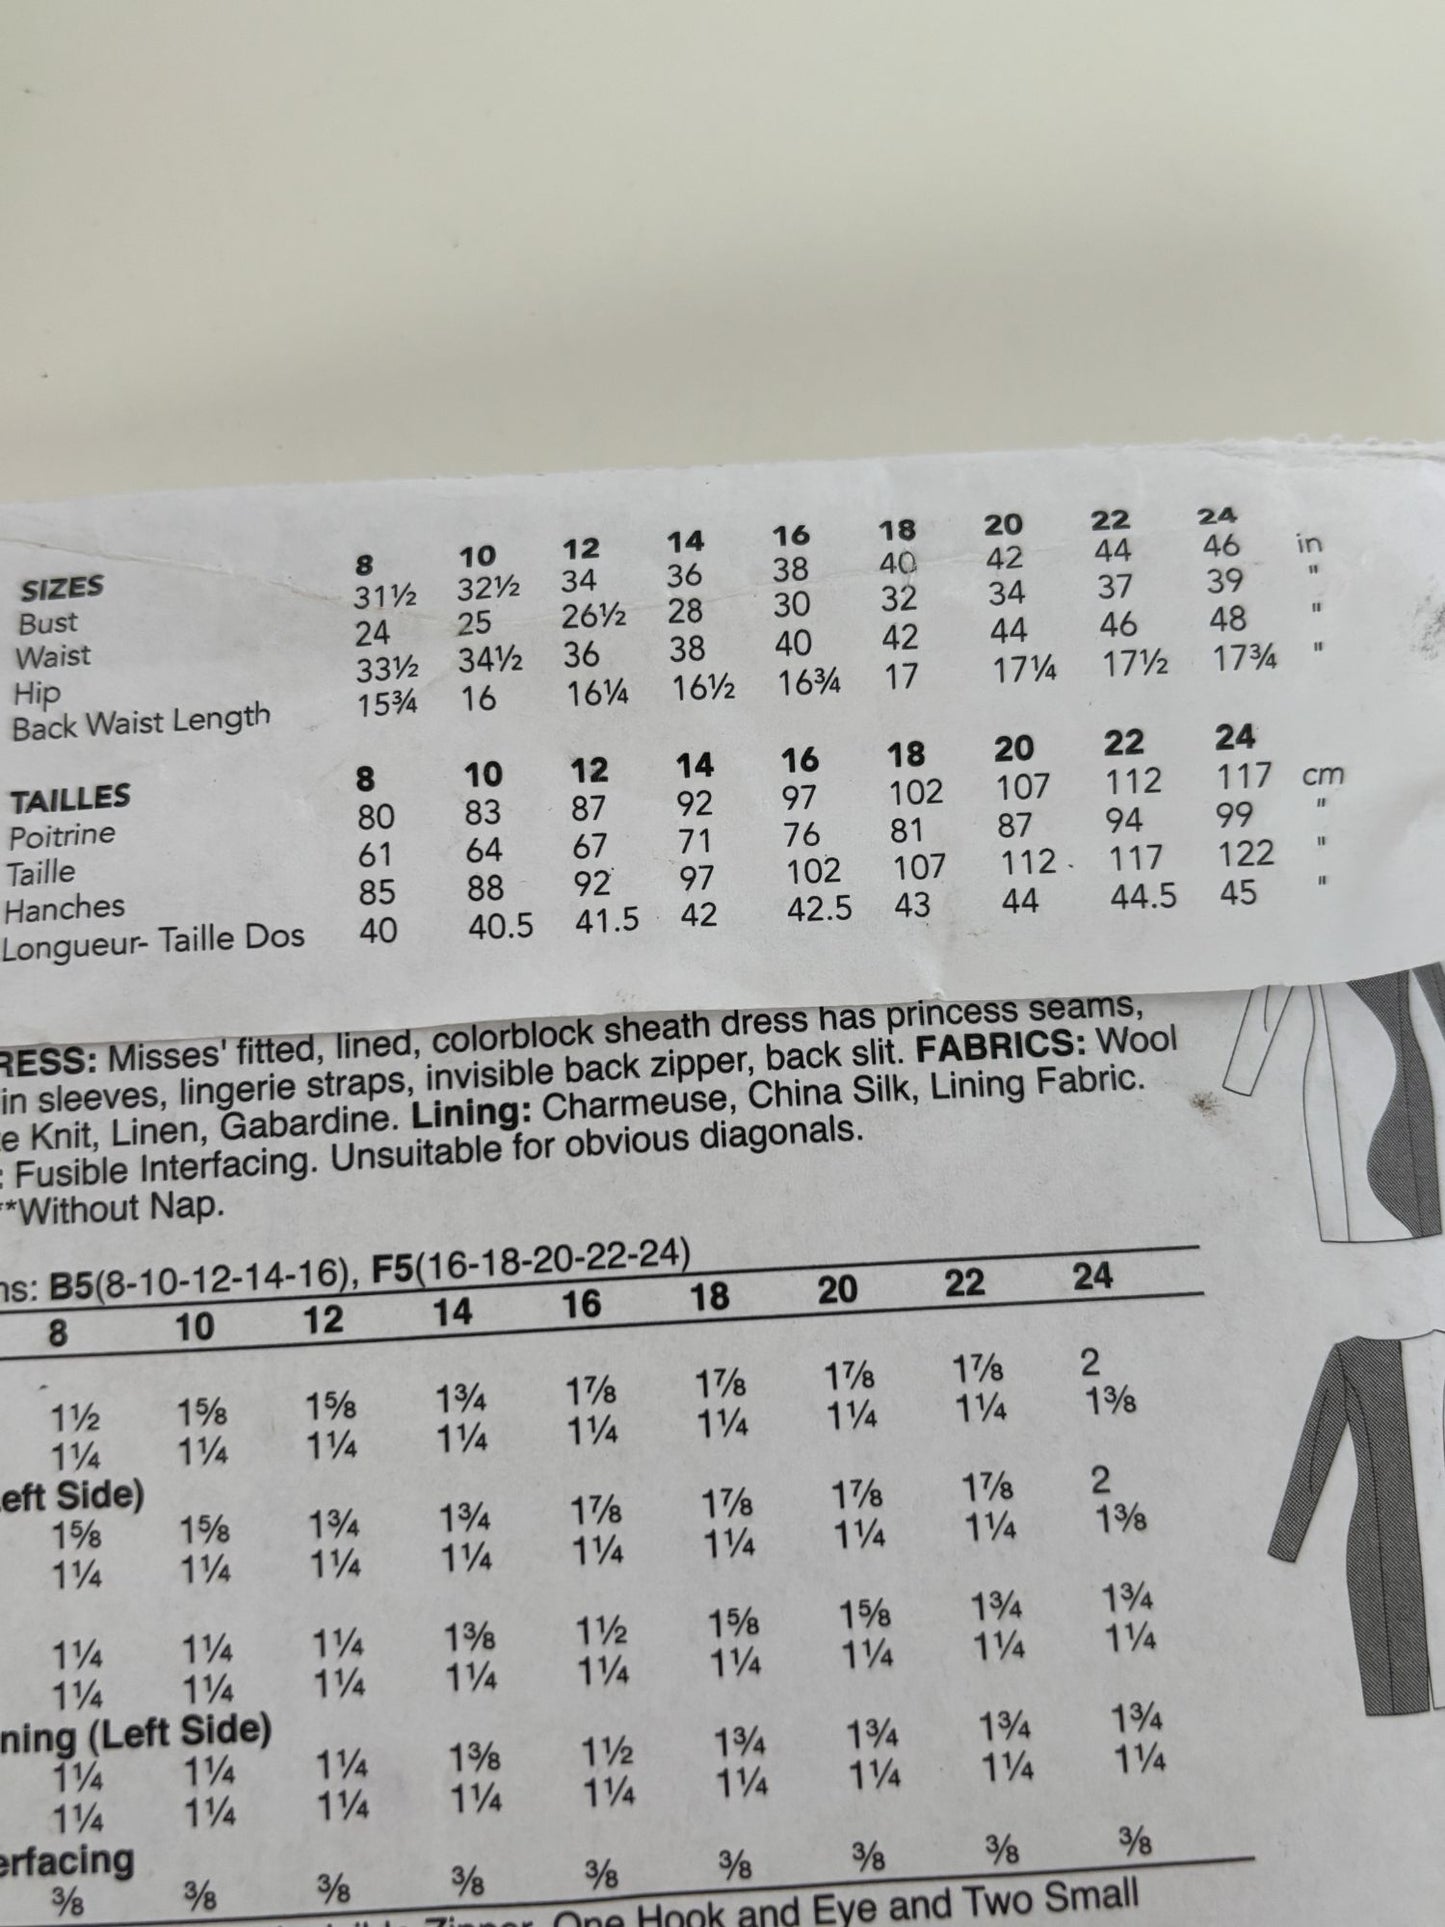 SIZES 8 10 12 14 16 18 20 22 24
Bust 31½ 32½ 34 36 38 40 42 44 46 in
Waist 24 25 26½ 28 30 32 34 37 39 "
Hip 33½ 34½ 36 38 40 42 44 46 48 "
Back Waist Length 15¾ 16 16¼ 16½ 16¾ 17 17¼ 17½ 17¾ "
TAILLES 8 10 12 14 16 18 20 22 24
Poitrine 80 83 87 92 97 102 107 112 117 cm
Taille 61 64 67 71 76 81 87 94 99 "
Hanches 85 88 92 97 102 107 112 117 122 "
Longueur- Taille Dos 40 40.5 41.5 42 42.5 43 44 44.5 45 "
RESS: Misses' fitted, lined, colorblock sheath dress has princess seams,
in sleeves, lingerie straps, invisible back zipper, back slit. FABRICS: Wool
e Knit, Linen, Gabardine. Lining: Charmeuse, China Silk, Lining Fabric.
: Fusible Interfacing. Unsuitable for obvious diagonals.
**Without Nap.
ns: B5(8-10-12-14-16), F5(16-18-20-22-24)
8 10 12 14 16 18 20 22 24
1½ 1⅝ 1⅝ 1¾ 1⅞ 1⅞ 1⅞ 1⅞ 2
1¼ 1¼ 1¼ 1¼ 1¼ 1¼ 1¼ 1¼ 1⅜
eft Side)
1⅝ 1⅝ 1¾ 1¾ 1⅞ 1⅞ 1⅞ 1⅞ 2
1¼ 1¼ 1¼ 1¼ 1¼ 1¼ 1¼ 1¼ 1⅜
1¼ 1¼ 1¼ 1⅜ 1½ 1⅝ 1⅝ 1¾ 1¾
1¼ 1¼ 1¼ 1¼ 1¼ 1¼ 1¼ 1¼ 1¼
ning (Left Side)
1¼ 1¼ 1¼ 1⅜ 1½ 1¾ 1¾ 1¾ 1¾
1¼ 1¼ 1¼ 1¼ 1¼ 1¼ 1¼ 1¼ 1¼
erfacing
⅜ ⅜ ⅜ ⅜ ⅜ ⅜ ⅜ ⅜ ⅜
Zipper, One Hook and Eye and Two Small